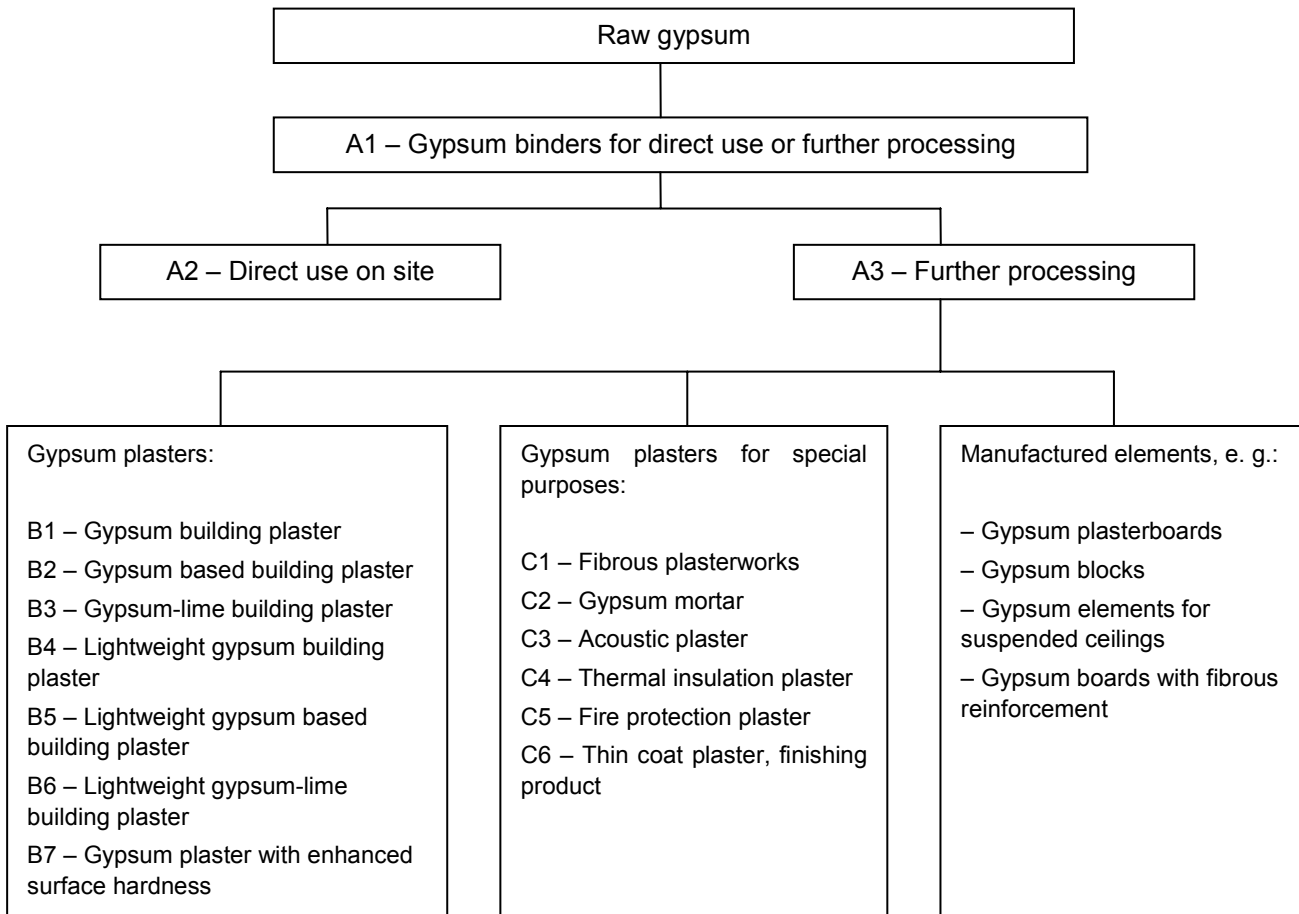 Raw gypsum
A1 – Gypsum binders for direct use or further processing
A2 – Direct use on site
A3 – Further processing
Gypsum plasters:
B1 – Gypsum building plaster
B2 – Gypsum based building plaster
B3 – Gypsum-lime building plaster
B4 – Lightweight gypsum building
plaster
B5 – Lightweight gypsum based
building plaster
B6 – Lightweight gypsum-lime
building plaster
B7 – Gypsum plaster with enhanced
surface hardness
Gypsum plasters for special
purposes:
C1 – Fibrous plasterworks
C2 – Gypsum mortar
C3 – Acoustic plaster
C4 – Thermal insulation plaster
C5 – Fire protection plaster
C6 – Thin coat plaster, finishing
product
Manufactured elements, e. g.:
– Gypsum plasterboards
– Gypsum blocks
– Gypsum elements for
suspended ceilings
– Gypsum boards with fibrous
reinforcement